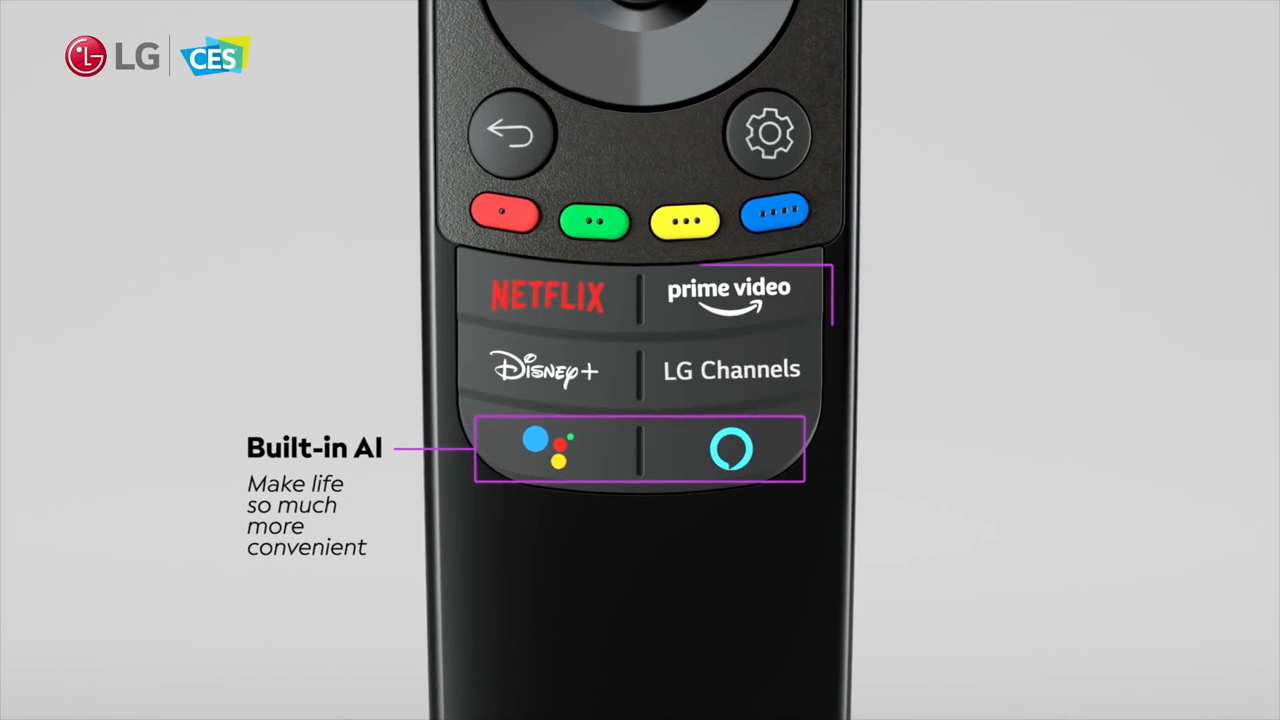 LG CES
NETFLIX prime video
Disney+ LG Channels
Built-in AI
Make life
so much
more
convenient